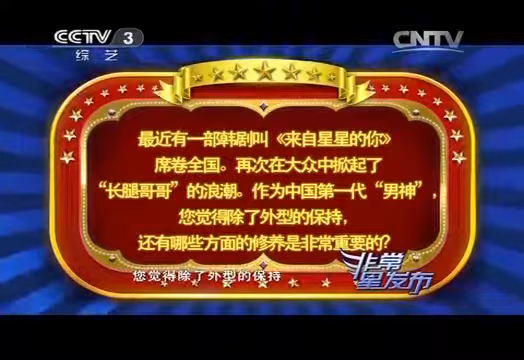 CCTV 3
综艺
CNTV
最近有一部韩剧叫《来自星星的你》
席卷全国。再次在大众中掀起了
“长腿哥哥”的浪潮。作为中国第一代“男神”，
您觉得除了外型的保持，
还有哪些方面的修养是非常重要的？
非常
星发布
您觉得除了外型的保持